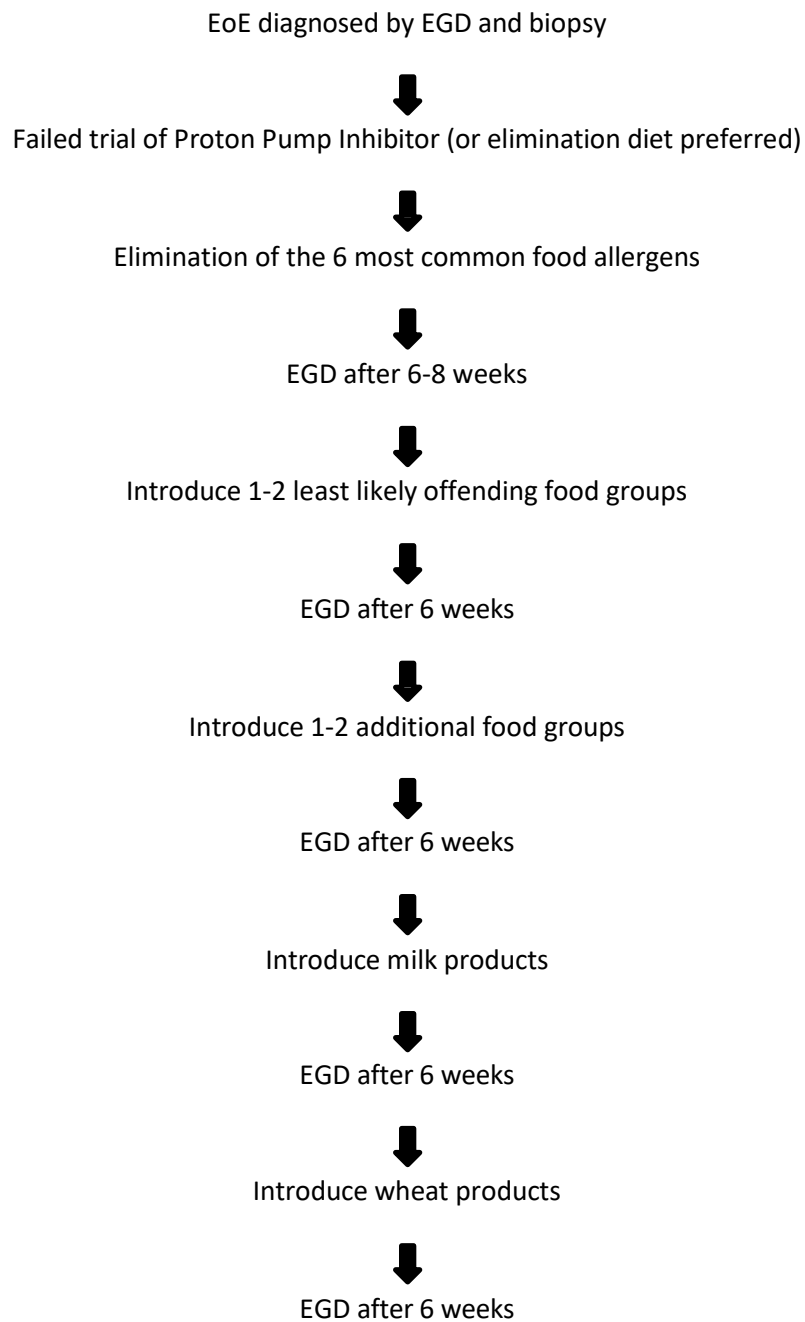 EoE diagnosed by EGD and biopsy
Failed trial of Proton Pump Inhibitor (or elimination diet preferred)
Elimination of the 6 most common food allergens
EGD after 6-8 weeks
Introduce 1-2 least likely offending food groups
EGD after 6 weeks
Introduce 1-2 additional food groups
EGD after 6 weeks
Introduce milk products
EGD after 6 weeks
Introduce wheat products
EGD after 6 weeks